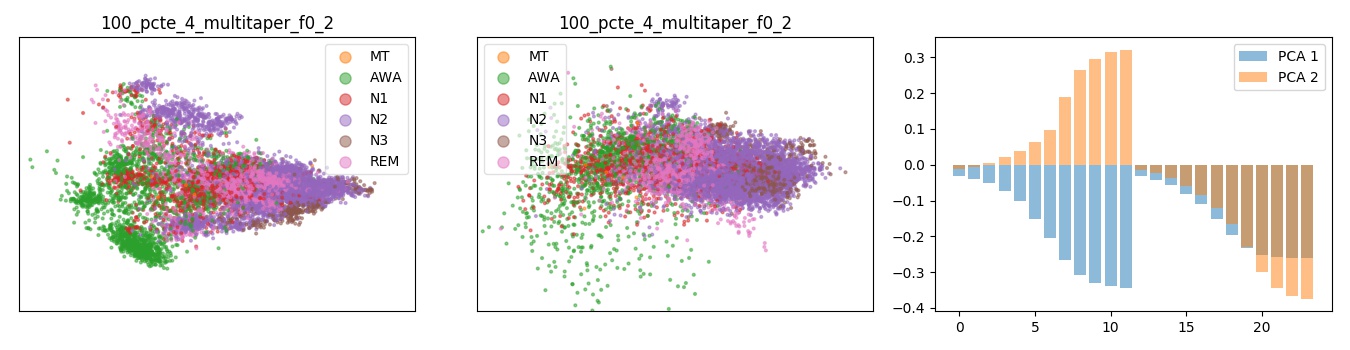 100_pcte_4_multitaper_f0_2
MT
AWA
N1
N2
N3
REM
100_pcte_4_multitaper_f0_2
MT
AWA
N1
N2
N3
REM
PCA 1
PCA 2
0.3
0.2
0.1
0.0
−0.1
−0.2
−0.3
−0.4
0 5 10 15 20